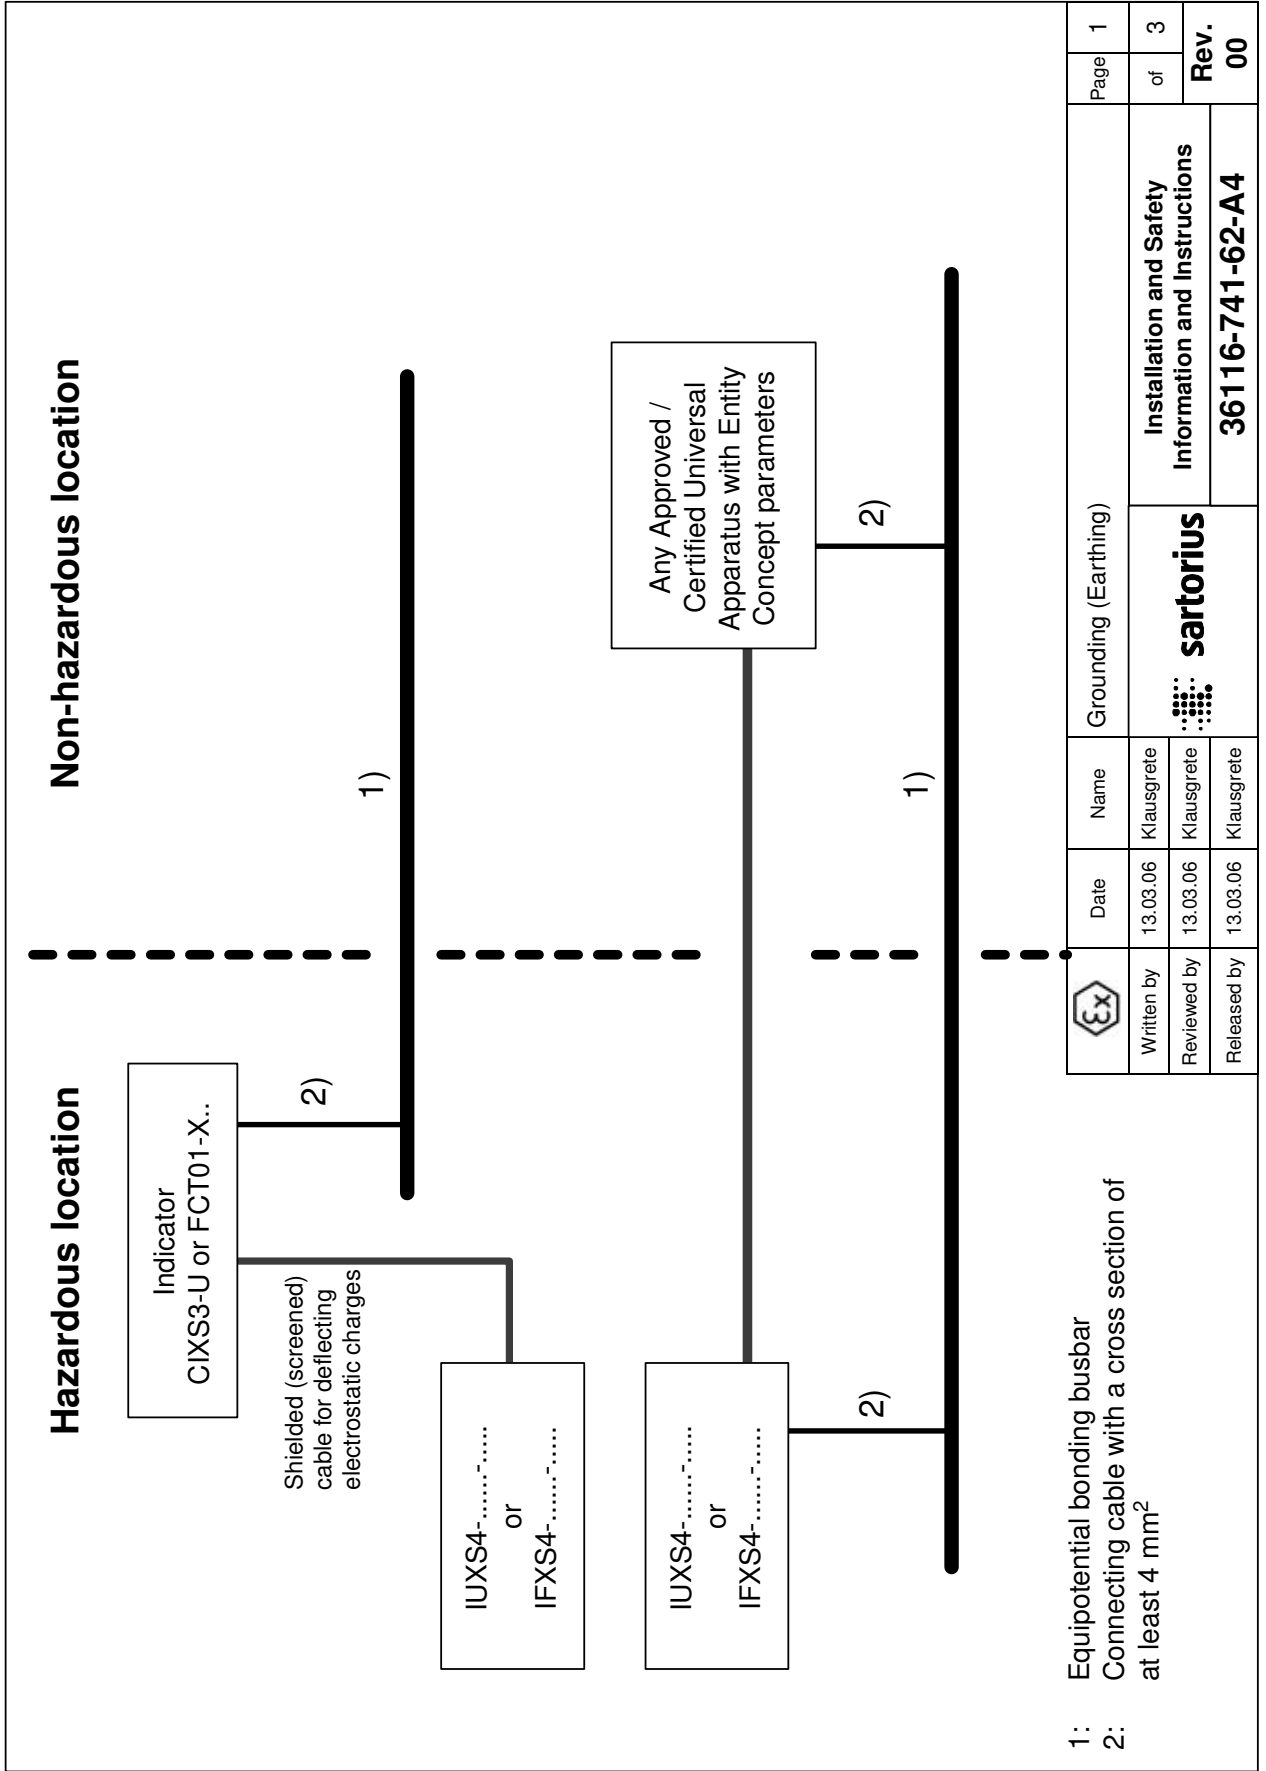 Hazardous location
Non-hazardous location
Indicator
CIXS3-U or FCT01-X..
2)
1)
Shielded (screened)
cable for deflecting
electrostatic charges
IUXS4-......-.....
or
IFXS4-......-.....
IUXS4-......-.....
or
IFXS4-......-.....
Any Approved /
Certified Universal
Apparatus with Entity
Concept parameters
2)
2)
1)
1: Equipotential bonding busbar
2: Connecting cable with a cross section of
at least 4 mm²
εx Date Name Grounding (Earthing) Page 1
Written by 13.03.06 Klausgrete
Reviewed by 13.03.06 Klausgrete
Released by 13.03.06 Klausgrete
sartorius
Installation and Safety
Information and Instructions
36116-741-62-A4
of 3
Rev.
00